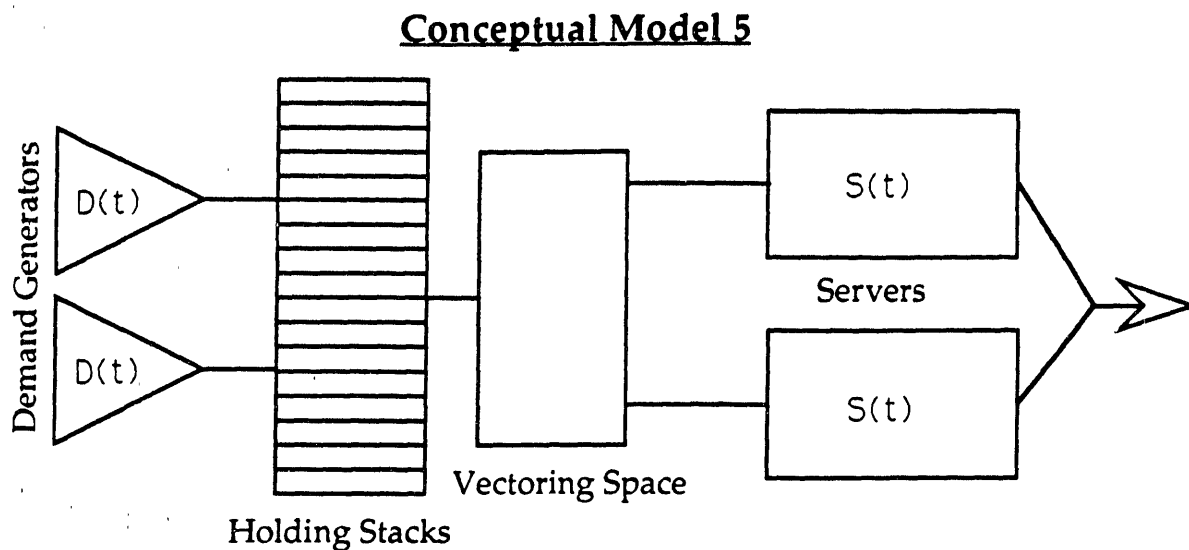 Conceptual Model 5
Demand Generators
D(t)
D(t)
Holding Stacks
Vectoring Space
S(t)
Servers
S(t)